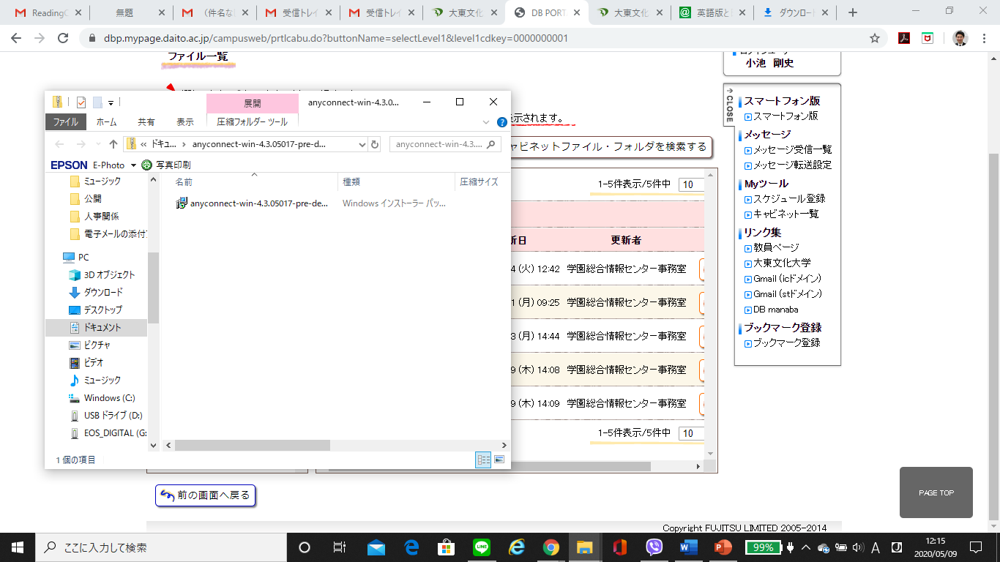 ReadingC
無題
(件名な
受信トレイ
受信トレイ
大東文化
DB PORT
大東文化
英語版と
ダウンロー
dbp.mypage.daito.ac.jp/campusweb/prtlcabu.do?buttonName=selectLevel1&level1cdkey=0000000001
ファイル一覧
小池 剛史
展開
anyconnect-win-4.3.0...
ファイル ホーム 共有 表示 圧縮フォルダー ツール
示されます。
« ドキュ... › anyconnect-win-4.3.05017-pre-d...
anyconnect-win-4.3....
ャビネットファイル・フォルダを検索する
EPSON E-Photo 写真印刷
名前 種類 圧縮サイズ
anyconnect-win-4.3.05017-pre-de... Windows インストーラー パッ...
ミュージック
公開
人事関係
電子メールの添付
PC
3D オブジェクト
ダウンロード
デスクトップ
ドキュメント
ピクチャ
ビデオ
ミュージック
Windows (C:)
USB ドライブ (D:)
EOS_DIGITAL (G:
1 個の項目
1-5件表示/5件中 10
新日 更新者
4 (火) 12:42 学園総合情報センター事務室
1 (月) 09:25 学園総合情報センター事務室
3 (月) 14:44 学園総合情報センター事務室
9 (木) 14:08 学園総合情報センター事務室
9 (木) 14:09 学園総合情報センター事務室
1-5件表示/5件中 10
CLOSE
スマートフォン版
スマートフォン版
メッセージ
メッセージ受信一覧
メッセージ転送設定
Myツール
スケジュール登録
キャビネット一覧
リンク集
教員ページ
大東文化大学
Gmail (icドメイン)
Gmail (stドメイン)
DB manaba
ブックマーク登録
ブックマーク登録
前の画面へ戻る
PAGE TOP
Copyright FUJITSU LIMITED 2005-2014
ここに入力して検索
99%
A
12:15
2020/05/09